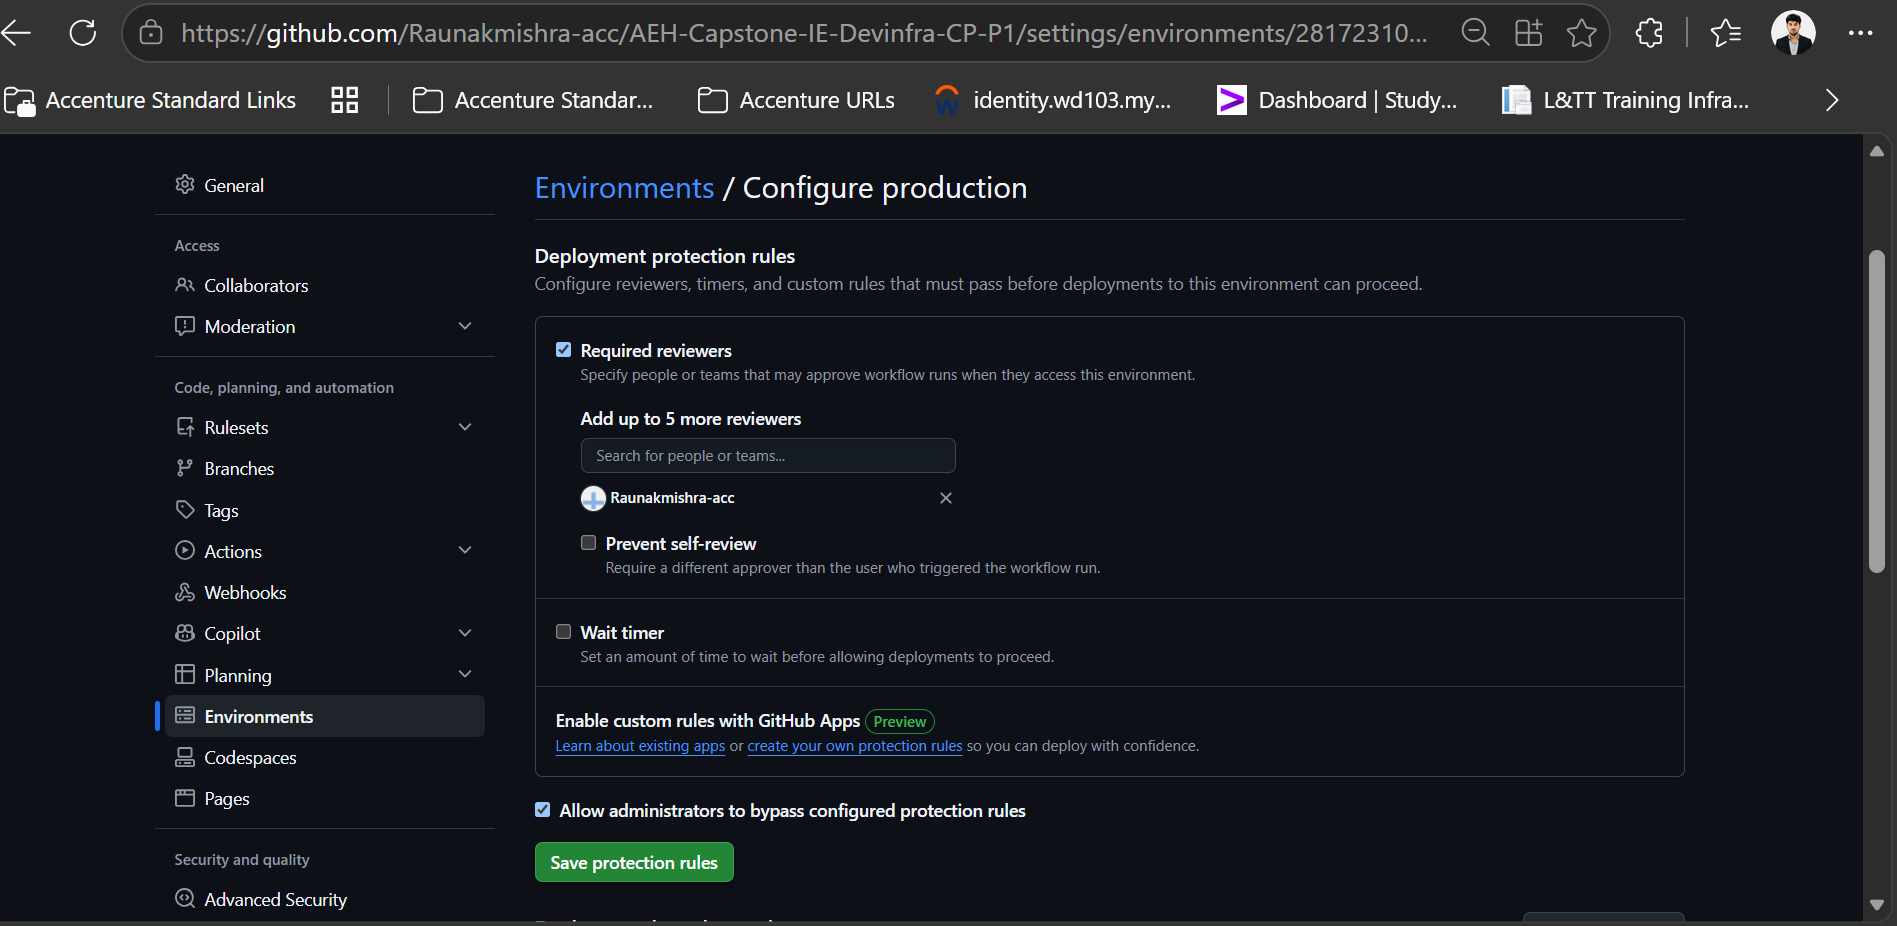 https://github.com/Raunakmishra-acc/AEH-Capstone-IE-Devinfra-CP-P1/settings/environments/28172310...
Accenture Standard Links
Accenture Standar...
Accenture URLs
identity.wd103.my...
Dashboard | Study...
L&TT Training Infra...
General
Access
Collaborators
Moderation
Code, planning, and automation
Rulesets
Branches
Tags
Actions
Webhooks
Copilot
Planning
Environments
Codespaces
Pages
Security and quality
Advanced Security
Environments / Configure production
Deployment protection rules
Configure reviewers, timers, and custom rules that must pass before deployments to this environment can proceed.
Required reviewers
Specify people or teams that may approve workflow runs when they access this environment.
Add up to 5 more reviewers
Search for people or teams...
Raunakmishra-acc
Prevent self-review
Require a different approver than the user who triggered the workflow run.
Wait timer
Set an amount of time to wait before allowing deployments to proceed.
Enable custom rules with GitHub Apps Preview
Learn about existing apps or create your own protection rules so you can deploy with confidence.
Allow administrators to bypass configured protection rules
Save protection rules